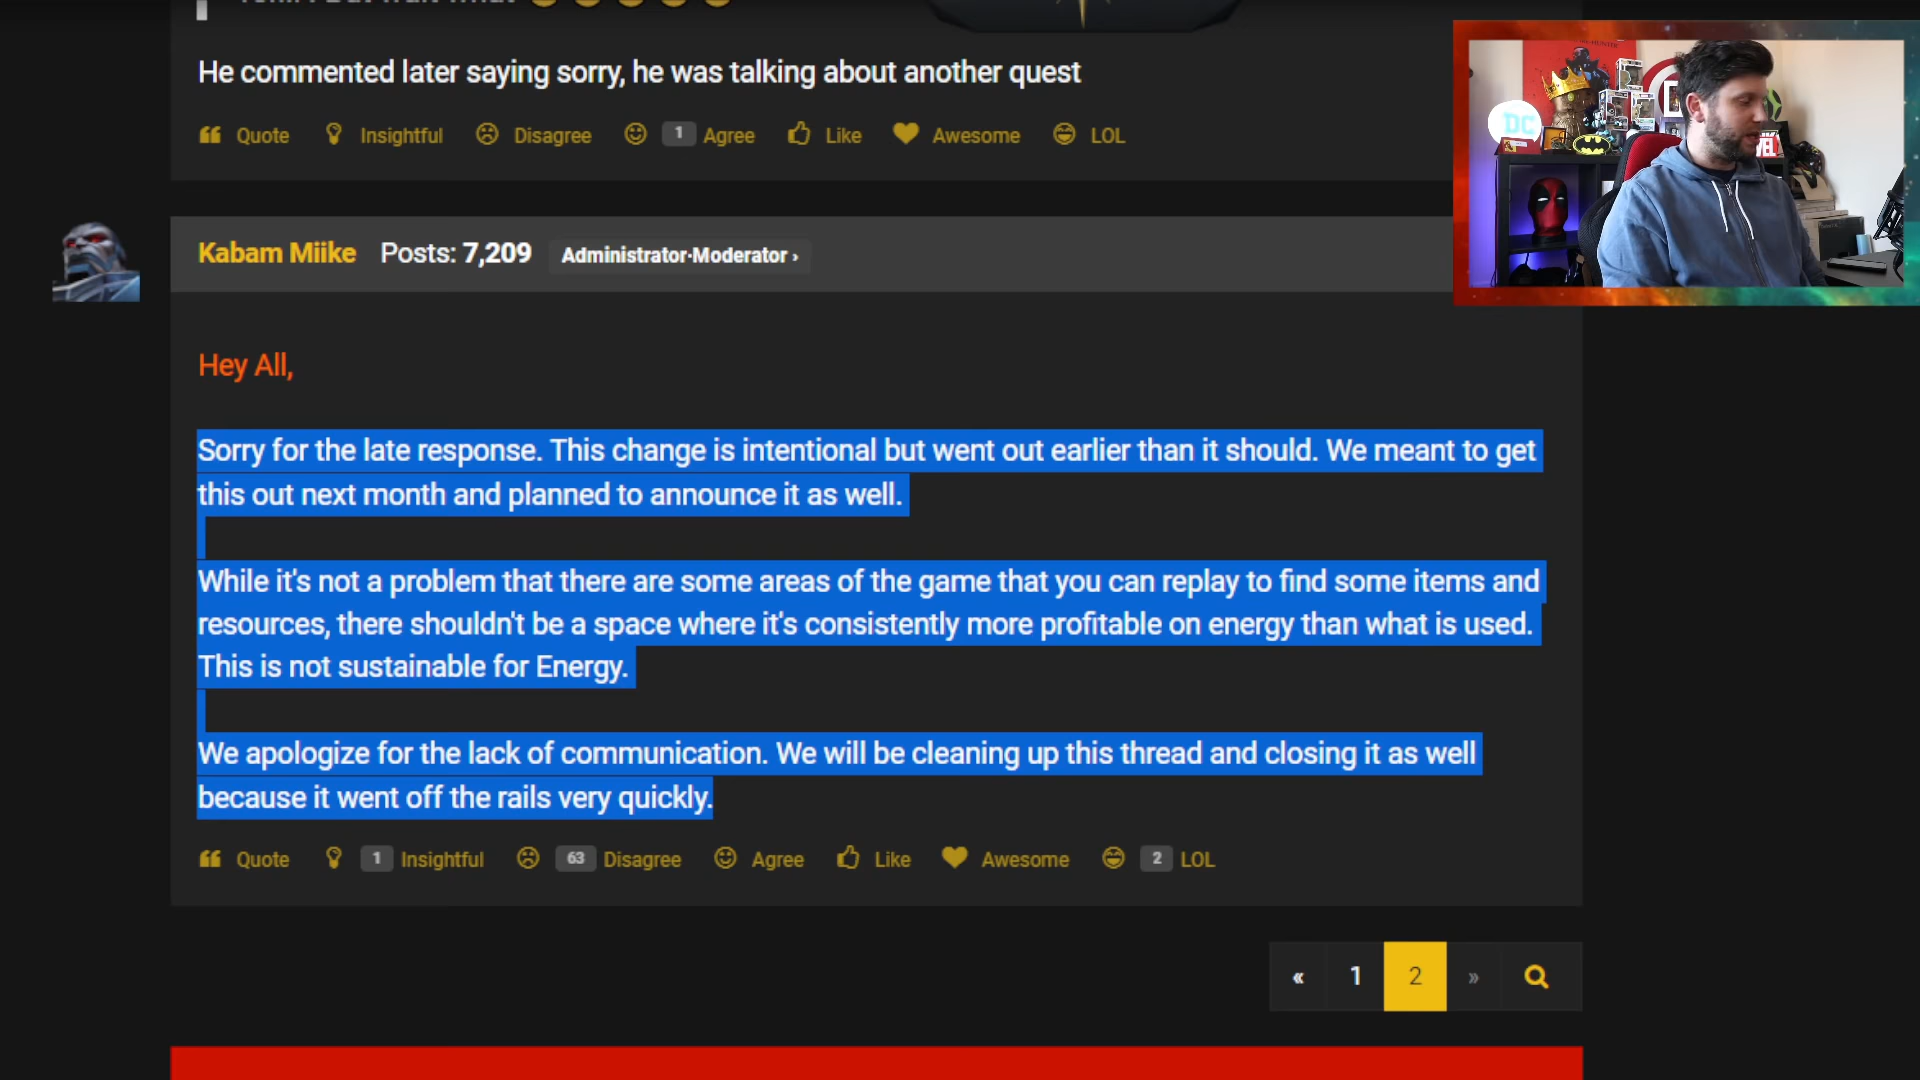 He commented later saying sorry, he was talking about another quest
Quote Insightful Disagree 1 Agree Like Awesome LOL
Kabam Miike Posts: 7,209 Administrator·Moderator ›
Hey All,
Sorry for the late response. This change is intentional but went out earlier than it should. We meant to get
this out next month and planned to announce it as well.
While it's not a problem that there are some areas of the game that you can replay to find some items and
resources, there shouldn't be a space where it's consistently more profitable on energy than what is used.
This is not sustainable for Energy.
We apologize for the lack of communication. We will be cleaning up this thread and closing it as well
because it went off the rails very quickly.
Quote 1 Insightful 63 Disagree Agree Like Awesome 2 LOL
« 1 2 »
DC